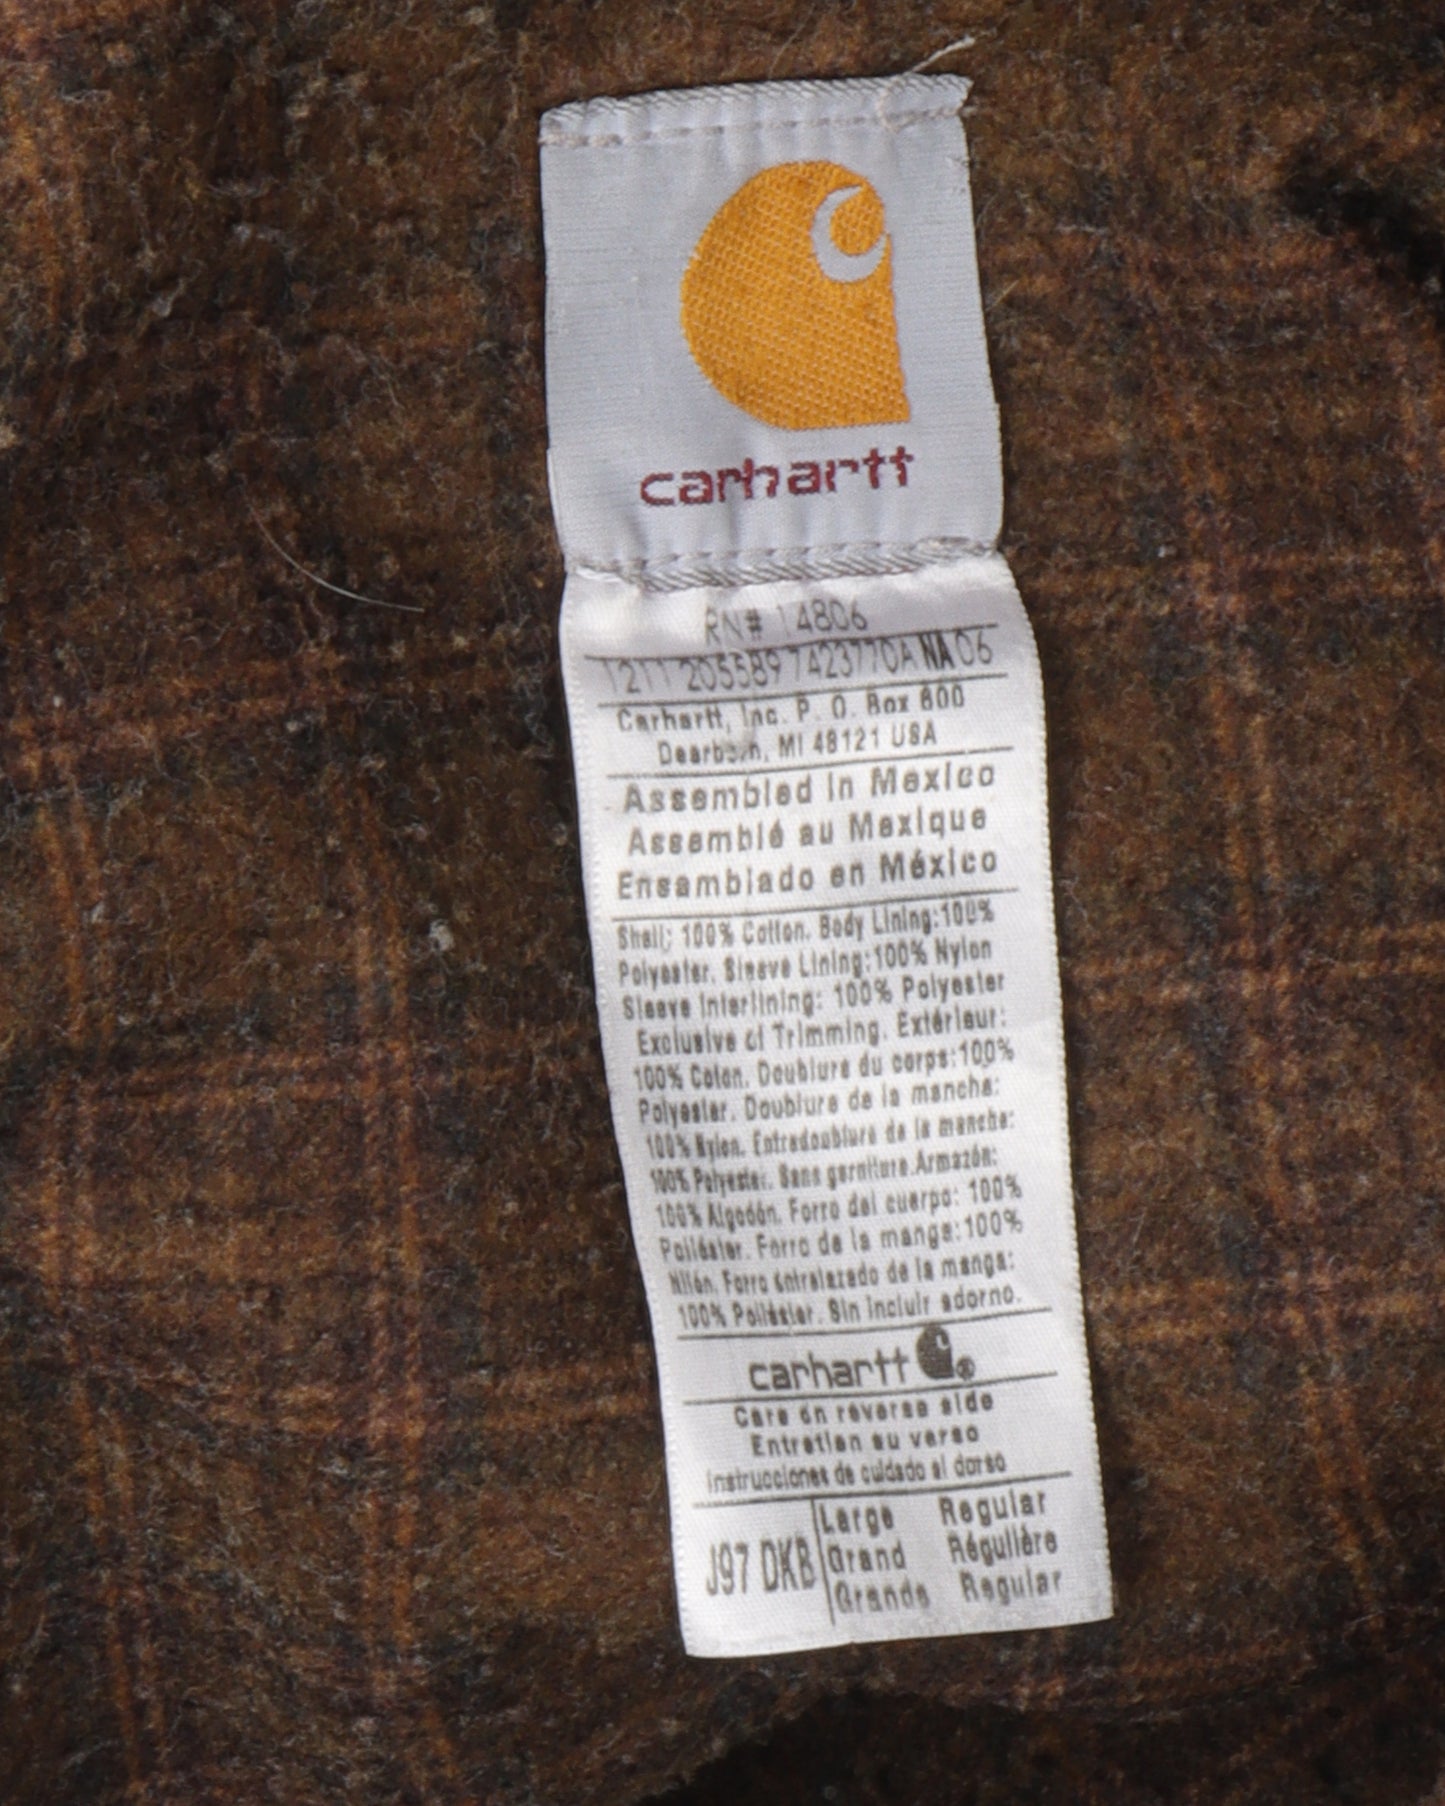 carhartt
RN# 14806
1211 205589 7423770A NA 06
Carhartt, Inc. P. O. Box 600
Dearborn, MI 48121 USA
Assembled in Mexico
Assemblé au Mexique
Ensamblado en México
Shell: 100% Cotton. Body Lining:100%
Polyester. Sleeve Lining:100% Nylon
Sleeve Interlining: 100% Polyester
Exclusive of Trimming. Extérieur:
100% Coton. Doublure du corps:100%
Polyester. Doublure de la manche:
100% Nylon. Entredoublure de la manche:
100% Polyester. Sans garniture.Armazón:
100% Algodón. Forro del cuerpo: 100%
Poliéster. Forro de la manga:100%
Nilón. Forro entrelazado de la manga:
100% Poliéster. Sin incluir adorno.
carhartt ®
Care on reverse side
Entretien au verso
Instrucciones de cuidado al dorso
J97 DKB Large Regular
Grand Régulière
Grande Regular